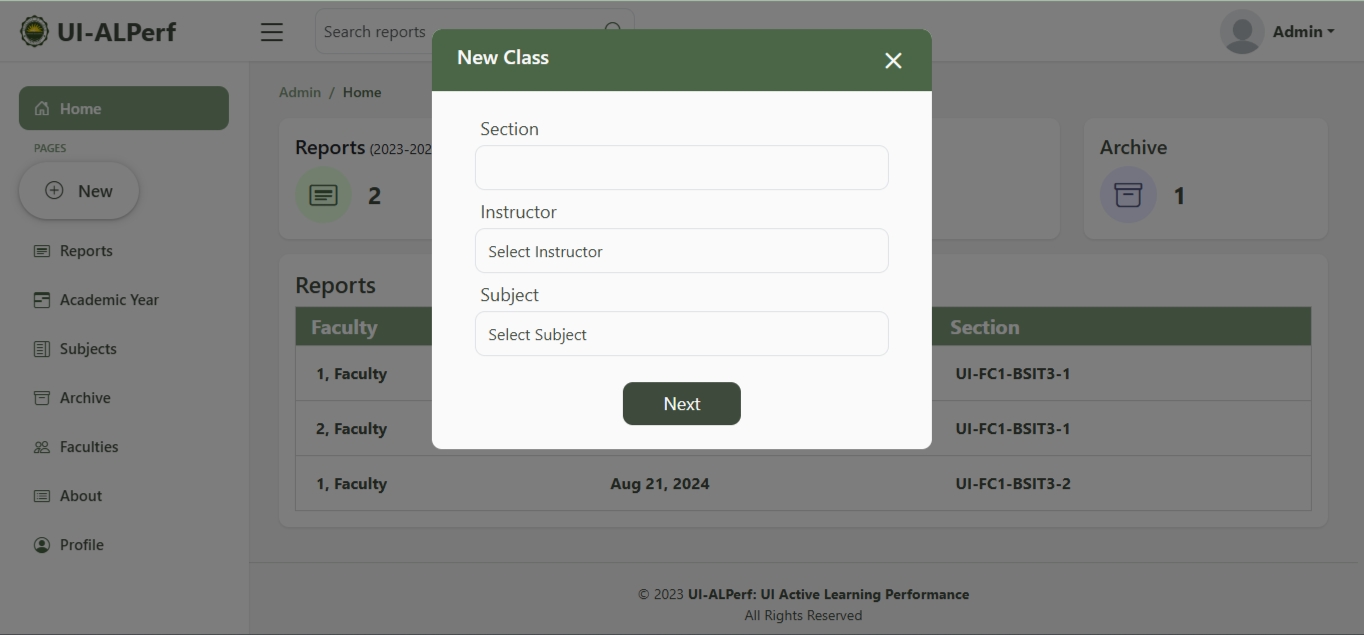 UI-ALPerf
Search reports
Admin
New Class
Home
PAGES
New
Reports
Academic Year
Subjects
Archive
Faculties
About
Profile
Admin / Home
Reports (2023-202
2
Archive
1
Section
Instructor
Select Instructor
Subject
Select Subject
Next
Reports
Faculty Section
1, Faculty UI-FC1-BSIT3-1
2, Faculty UI-FC1-BSIT3-1
1, Faculty Aug 21, 2024 UI-FC1-BSIT3-2
© 2023 UI-ALPerf: UI Active Learning Performance
All Rights Reserved